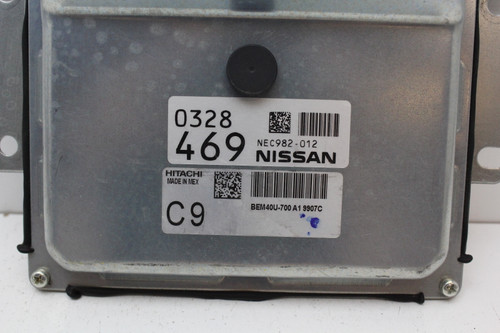 0328
469
NEC982-012
NISSAN
HITACHI
MADE IN MEX
C9
BEM40U-700 A1 9907C